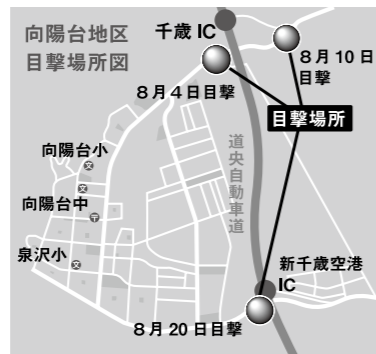 向陽台地区
目撃場所図
千歳 IC
8月10日
目撃
8月4日目撃
目撃場所
道央自動車道
向陽台小
文
文
向陽台中
〒
泉沢小
文
新千歳空港
IC
8月20日目撃